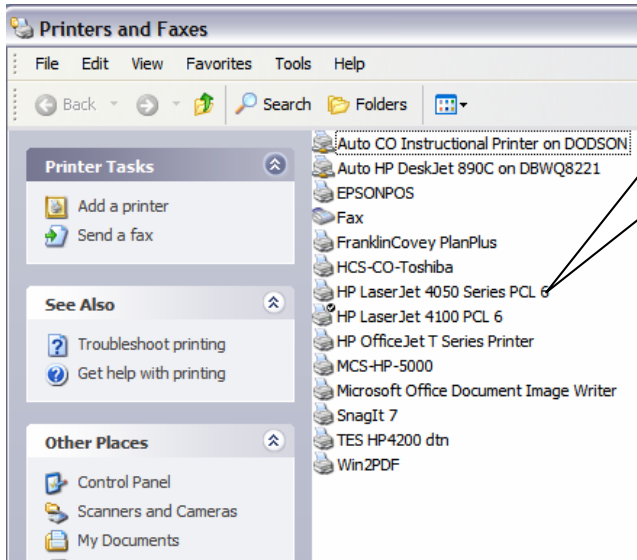 Printers and Faxes
File Edit View Favorites Tools Help
Back Search Folders
Printer Tasks
Add a printer
Send a fax
See Also
Troubleshoot printing
Get help with printing
Other Places
Control Panel
Scanners and Cameras
My Documents
Auto CO Instructional Printer on DODSON
Auto HP DeskJet 890C on DBWQ8221
EPSONPOS
Fax
FranklinCovey PlanPlus
HCS-CO-Toshiba
HP LaserJet 4050 Series PCL 6
HP LaserJet 4100 PCL 6
HP OfficeJet T Series Printer
MCS-HP-5000
Microsoft Office Document Image Writer
SnagIt 7
TES HP4200 dtn
Win2PDF